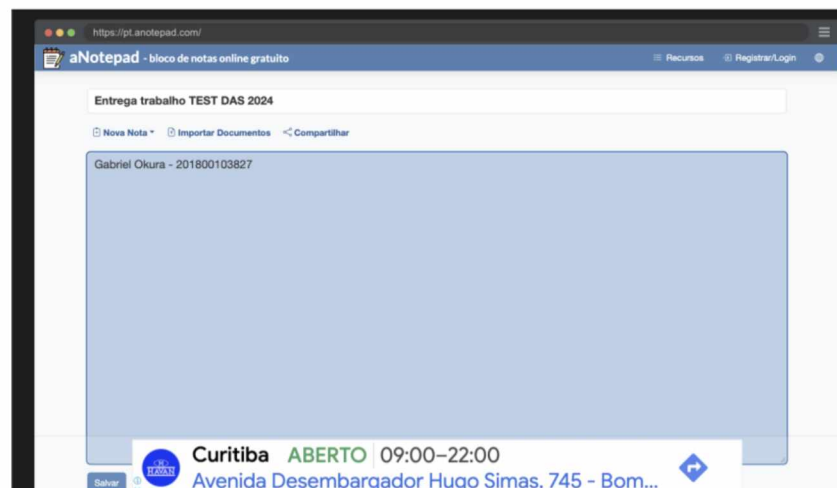 https://pt.anotepad.com/
aNotepad - bloco de notas online gratuito
Recursos
Registrar/Login
Entrega trabalho TEST DAS 2024
Nova Nota
Importar Documentos
Compartilhar
Gabriel Okura - 201800103827
HAVAN
Curitiba ABERTO 09:00–22:00
Avenida Desembargador Hugo Simas, 745 - Bom...
Salvar